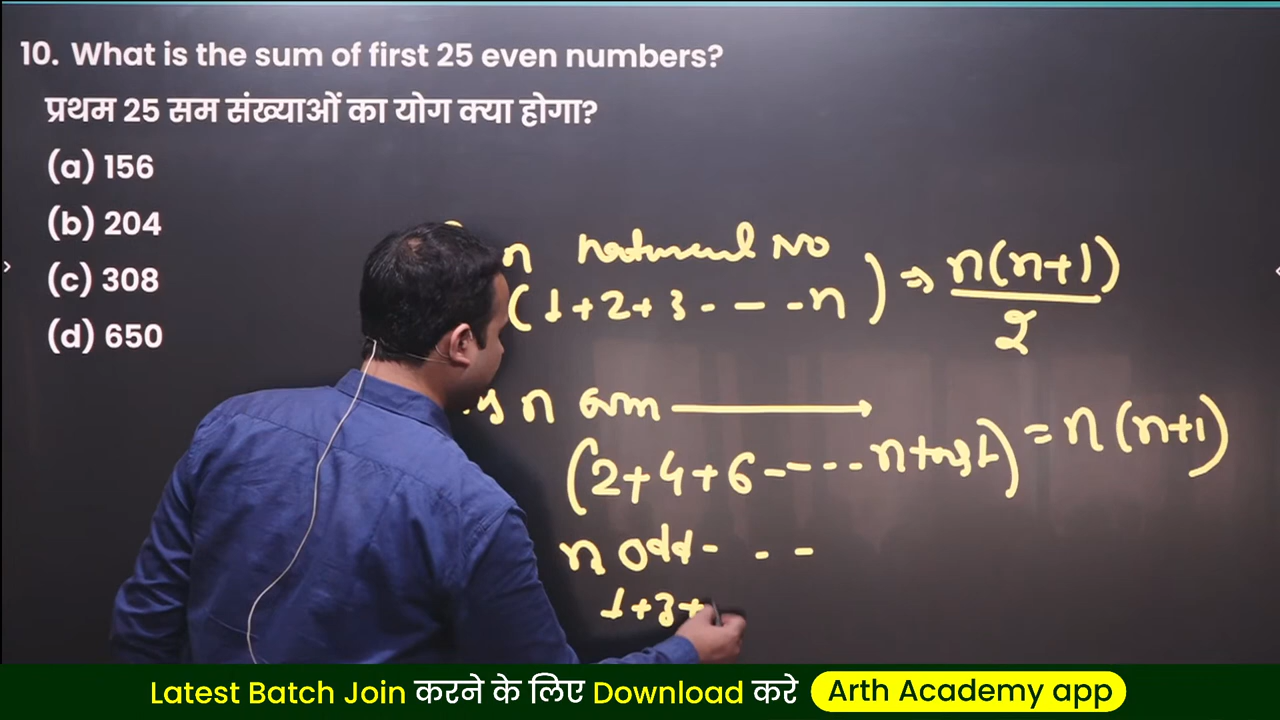 10. What is the sum of first 25 even numbers?
प्रथम 25 सम संख्याओं का योग क्या होगा?
(a) 156
(b) 204
(c) 308
(d) 650
n natural No
(1+2+3- - -n) ⇒ n(n+1)/2
n सम →
(2+4+6---- n) = n(n+1)
n odd- - -
1+3+
Latest Batch Join करने के लिए Download करे Arth Academy app